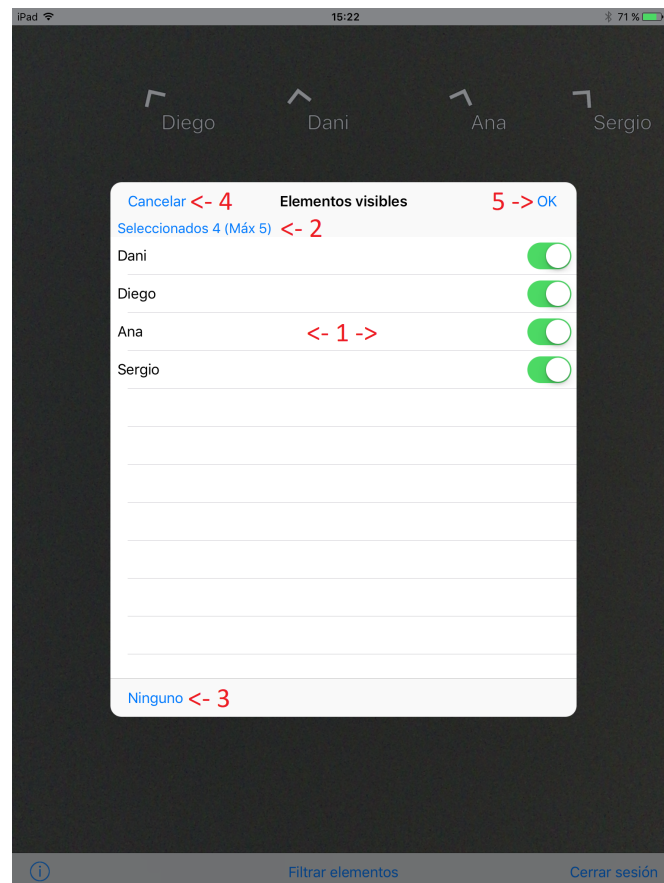 iPad 15:22 71 %
Diego Dani Ana Sergio
Cancelar <- 4 Elementos visibles 5 -> OK
Seleccionados 4 (Máx 5) <- 2
Dani
Diego
Ana <- 1 ->
Sergio
Ninguno <- 3
Filtrar elementos Cerrar sesión